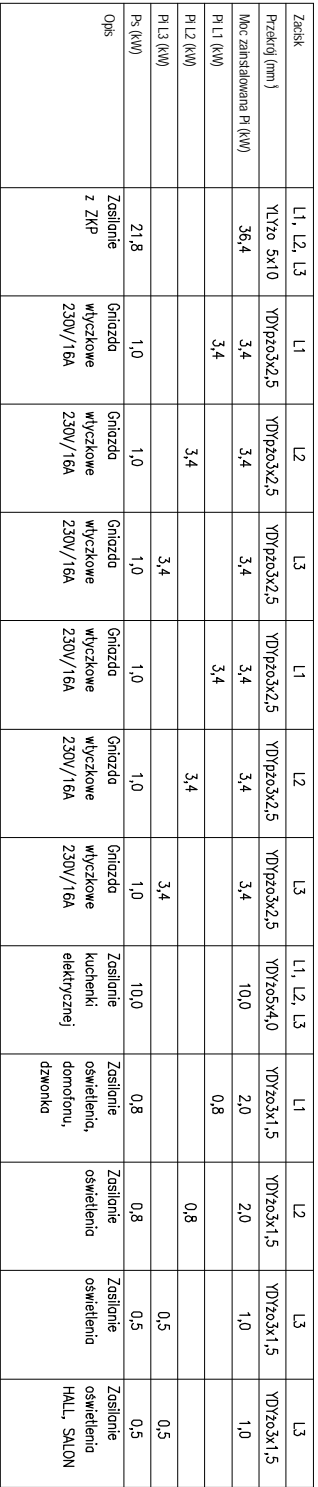 Zacisk L1, L2, L3 L1 L2 L3 L1 L2 L3 L1, L2, L3 L1 L2 L3 L3
Przekrój (mm²) YLYżo 5x10 YDYpżo3x2,5 YDYpżo3x2,5 YDYpżo3x2,5 YDYpżo3x2,5 YDYpżo3x2,5 YDYpżo3x2,5 YDYżo5x4,0 YDYżo3x1,5 YDYżo3x1,5 YDYżo3x1,5 YDYżo3x1,5
Moc zainstalowana Pi (kW) 36,4 3,4 3,4 3,4 3,4 3,4 3,4 10,0 2,0 2,0 1,0 1,0
Pi L1 (kW) 3,4 3,4 0,8
Pi L2 (kW) 3,4 3,4 0,8
Pi L3 (kW) 3,4 3,4 0,5 0,5
Ps (kW) 21,8 1,0 1,0 1,0 1,0 1,0 1,0 10,0 0,8 0,8 0,5 0,5
Opis Zasilanie Gniazda Gniazda Gniazda Gniazda Gniazda Gniazda Zasilanie Zasilanie Zasilanie Zasilanie Zasilanie
z ZKP wtyczkowe wtyczkowe wtyczkowe wtyczkowe wtyczkowe wtyczkowe kuchenki oświetlenia, oświetlenia oświetlenia oświetlenia
230V/16A 230V/16A 230V/16A 230V/16A 230V/16A 230V/16A elektrycznej domofonu, HALL, SALON
dzwonka